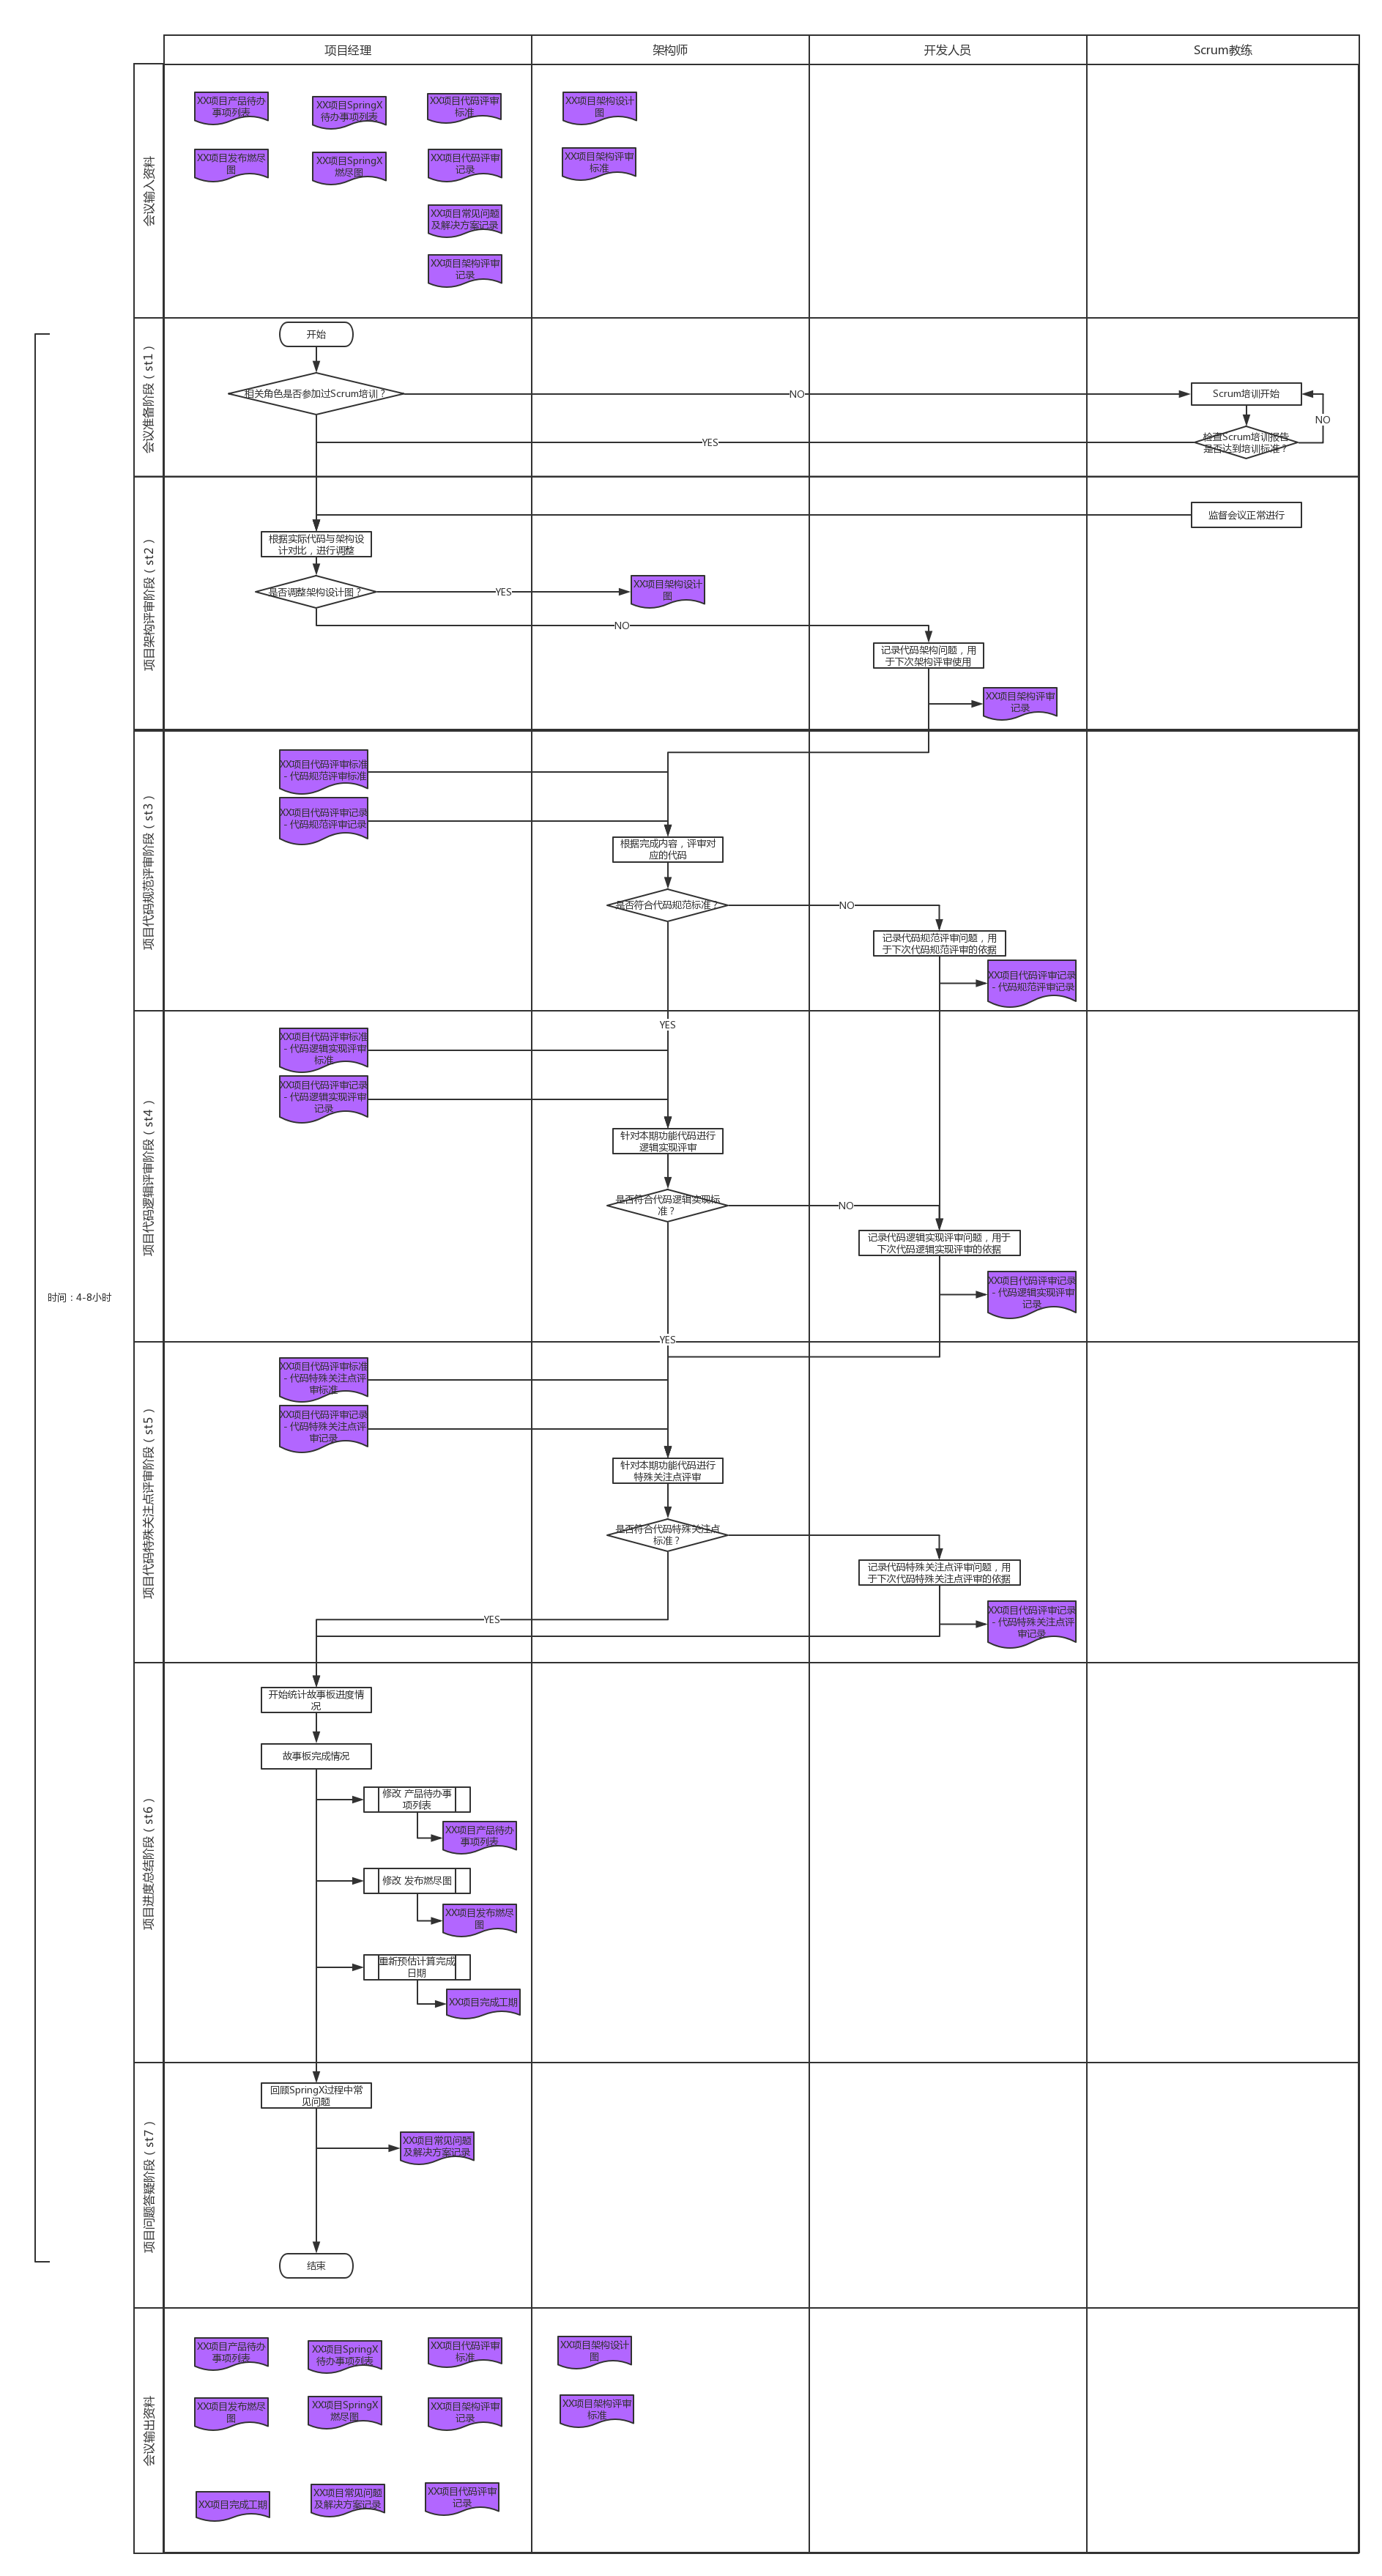 项目经理
架构师
开发人员
Scrum教练
会议输入资料
XX项目产品待办
事项列表
XX项目SpringX
待办事项列表
XX项目代码评审
标准
XX项目架构设计
图
XX项目发布燃尽
图
XX项目SpringX
燃尽图
XX项目代码评审
记录
XX项目架构评审
标准
XX项目常见问题
及解决方案记录
XX项目架构评审
记录
会议准备阶段（st1）
开始
相关角色是否参加过Scrum培训？
NO
Scrum培训开始
NO
检查Scrum培训报告
是否达到培训标准？
YES
项目架构评审阶段（st2）
监督会议正常进行
根据实际代码与架构设
计对比，进行调整
是否调整架构设计图？
YES
XX项目架构设计
图
NO
记录代码架构问题，用
于下次架构评审使用
XX项目架构评审
记录
项目代码规范评审阶段（st3）
XX项目代码评审标准
- 代码规范评审标准
XX项目代码评审记录
- 代码规范评审记录
根据完成内容，评审对
应的代码
是否符合代码规范标准？
NO
记录代码规范评审问题，用
于下次代码规范评审的依据
XX项目代码评审记录
- 代码规范评审记录
项目代码逻辑评审阶段（st4）
YES
XX项目代码评审标准
- 代码逻辑实现评审
标准
XX项目代码评审记录
- 代码逻辑实现评审
记录
针对本期功能代码进行
逻辑实现评审
是否符合代码逻辑实现标
准？
NO
记录代码逻辑实现评审问题，用于
下次代码逻辑实现评审的依据
XX项目代码评审记录
- 代码逻辑实现评审
记录
时间：4-8小时
YES
项目代码特殊关注点评审阶段（st5）
XX项目代码评审标准
- 代码特殊关注点评
审标准
XX项目代码评审记录
- 代码特殊关注点评
审记录
针对本期功能代码进行
特殊关注点评审
是否符合代码特殊关注点
标准？
记录代码特殊关注点评审问题，用
于下次代码特殊关注点评审的依据
XX项目代码评审记录
- 代码特殊关注点评
审记录
YES
项目进度总结阶段（st6）
开始统计故事板进度情
况
故事板完成情况
修改 产品待办事
项列表
XX项目产品待办
事项列表
修改 发布燃尽图
XX项目发布燃尽
图
重新预估计算完成
日期
XX项目完成工期
项目问题答疑阶段（st7）
回顾SpringX过程中常
见问题
XX项目常见问题
及解决方案记录
结束
会议输出资料
XX项目产品待办
事项列表
XX项目SpringX
待办事项列表
XX项目代码评审
标准
XX项目架构设计
图
XX项目发布燃尽
图
XX项目SpringX
燃尽图
XX项目架构评审
记录
XX项目架构评审
标准
XX项目完成工期
XX项目常见问题
及解决方案记录
XX项目代码评审
记录